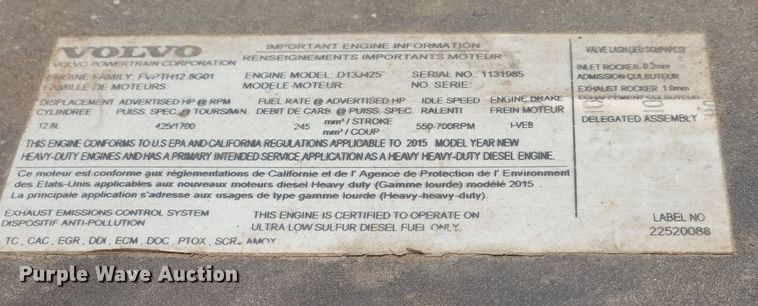 VOLVO
VOLVO POWERTRAIN CORPORATION
IMPORTANT ENGINE INFORMATION
RENSEIGNEMENTS IMPORTANTS MOTEUR
ENGINE FAMILY: FVPTH12.8G01
FAMILLE DE MOTEURS:
ENGINE MODEL: D13J425
MODELE MOTEUR:
SERIAL NO.: 1131985
NO. SERIE:
DISPLACEMENT ADVERTISED HP @ RPM FUEL RATE @ ADVERTISED HP IDLE SPEED ENGINE BRAKE
CYLINDREE PUISS. SPEC. @ TOURS/MIN DEBIT DE CARB @ PUISS. SPEC. RALENTI FREIN MOTEUR
12.8L 425/1700 245 mm³ / STROKE mm³ / COUP 550-700RPM I-VEB
THIS ENGINE CONFORMS TO U.S EPA AND CALIFORNIA REGULATIONS APPLICABLE TO 2015 MODEL YEAR NEW
HEAVY-DUTY ENGINES AND HAS A PRIMARY INTENDED SERVICE APPLICATION AS A HEAVY HEAVY-DUTY DIESEL ENGINE.
Ce moteur est conforme aux réglementations de Californie et de l' Agence de Protection de l' Environment
des Etats-Unis applicables aux nouveaux moteurs diesel Heavy duty (Gamme lourde) modèlé 2015 .
La principale application s'adresse aux usages de type gamme lourde (Heavy-heavy-duty).
EXHAUST EMISSIONS CONTROL SYSTEM
DISPOSITIF ANTI-POLLUTION
TC, CAC, EGR, DDI, ECM, DOC, PTOX, SCR, AMOX
THIS ENGINE IS CERTIFIED TO OPERATE ON
ULTRA LOW SULFUR DIESEL FUEL ONLY.
VALVE LASH (JEU SOUPAPES)
INLET ROCKER: 0.2mm
ADMISSION CULBUTEUR
EXHAUST ROCKER 1.0mm
ECHAPPEMENT CULBUTEUR
DELEGATED ASSEMBLY
LABEL NO
22520088
Purple Wave Auction